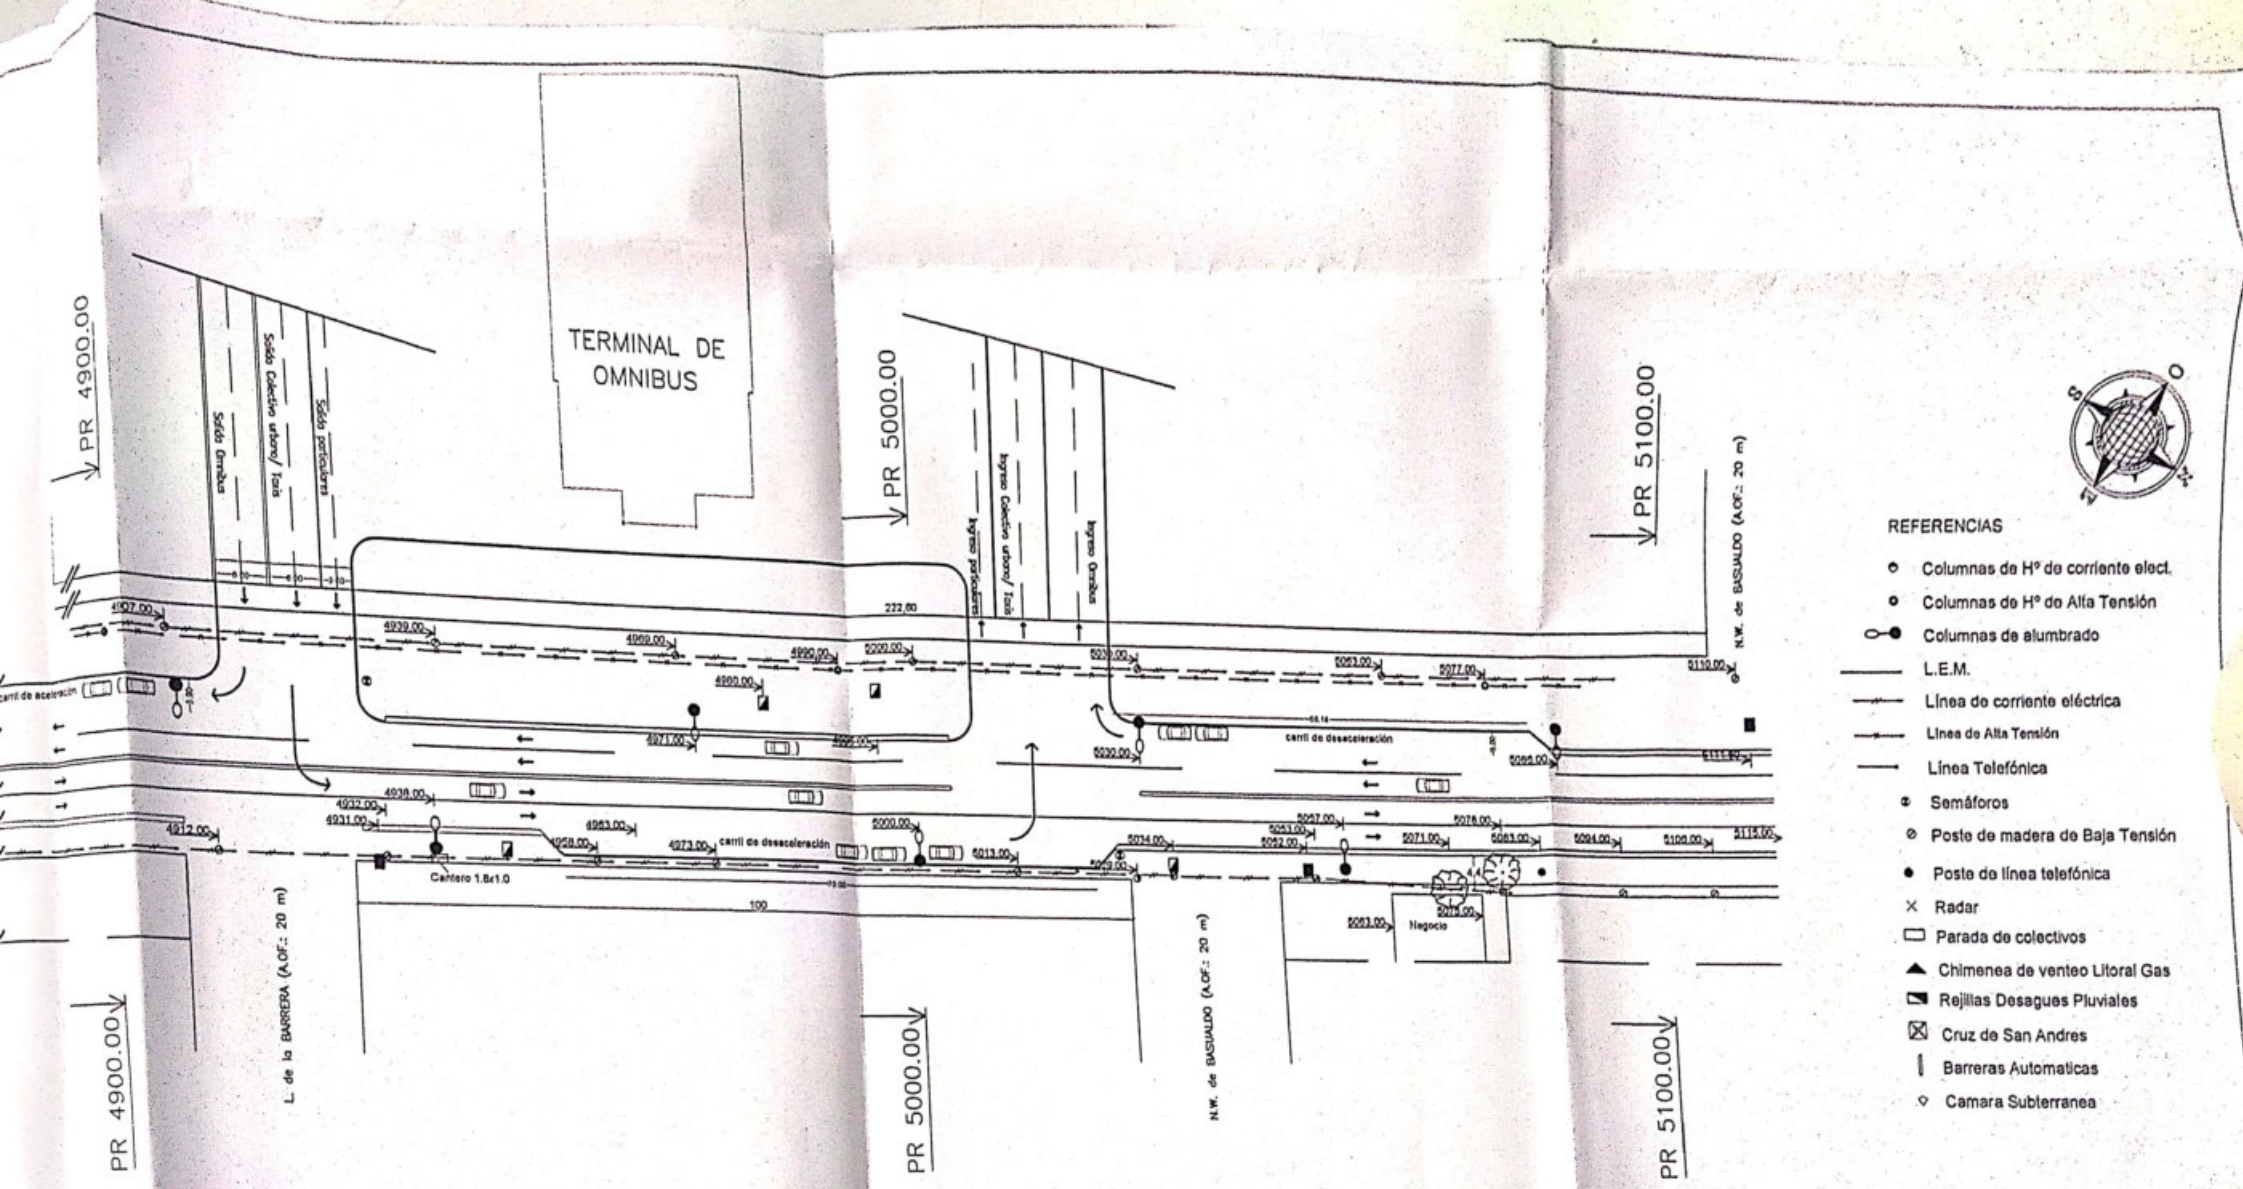 TERMINAL DE
OMNIBUS
PR 4900.00
PR 5000.00
PR 5100.00
Salida Omnibus
Salida Colectivo urbano/ Taxis
Salida particulares
Ingreso particulares
Ingreso Colectivo urbano/ Taxis
Ingreso Omnibus
N.W. de BASUALDO (A.OF.: 20 m)
222,60
4907.00
4939.00
4969.00
4990.00
5000.00
5063.00
5077.00
5110.00
4980.00
carril de aceleración
4971.00
5030.00
carril de desaceleración
4938.00
4932.00
4931.00
4912.00
4958.00
4963.00
4973.00
carril de desaceleración
5000.00
5013.00
5034.00
5057.00
5053.00
5052.00
5071.00
5078.00
5083.00
5094.00
5106.00
5115.00
Cantero 1.8x1.0
100
5063.00
5075.00
Negocio
L. de la BARRERA (A.OF.: 20 m)
N.W. de BASUALDO (A.OF.: 20 m)
PR 4900.00
PR 5000.00
PR 5100.00
REFERENCIAS
Columnas de Hº de corriente elect.
Columnas de Hº de Alta Tensión
Columnas de alumbrado
L.E.M.
Línea de corriente eléctrica
Línea de Alta Tensión
Línea Telefónica
Semáforos
Poste de madera de Baja Tensión
Poste de línea telefónica
Radar
Parada de colectivos
Chimenea de venteo Litoral Gas
Rejillas Desagues Pluviales
Cruz de San Andres
Barreras Automaticas
Camara Subterranea